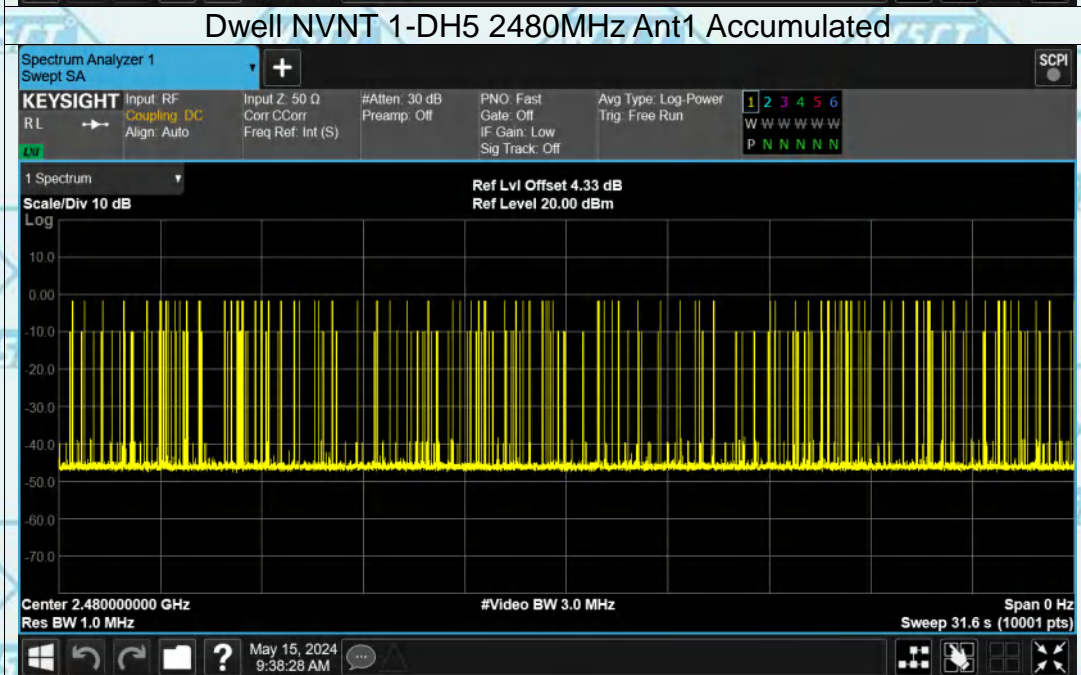 Dwell NVNT 1-DH5 2480MHz Ant1 Accumulated
Spectrum Analyzer 1
Swept SA
+
SCPI
KEYSIGHT Input: RF Input Z: 50 Ω #Atten: 30 dB PNO: Fast Avg Type: Log-Power 1 2 3 4 5 6
RL Coupling: DC Corr CCorr Preamp: Off Gate: Off Trig: Free Run W W W W W W
Align: Auto Freq Ref: Int (S) IF Gain: Low
LXI Sig Track: Off P N N N N N
1 Spectrum
Ref Lvl Offset 4.33 dB
Scale/Div 10 dB Ref Level 20.00 dBm
Log
10.0
0.00
-10.0
-20.0
-30.0
-40.0
-50.0
-60.0
-70.0
Center 2.480000000 GHz #Video BW 3.0 MHz Span 0 Hz
Res BW 1.0 MHz Sweep 31.6 s (10001 pts)
? May 15, 2024
9:38:28 AM